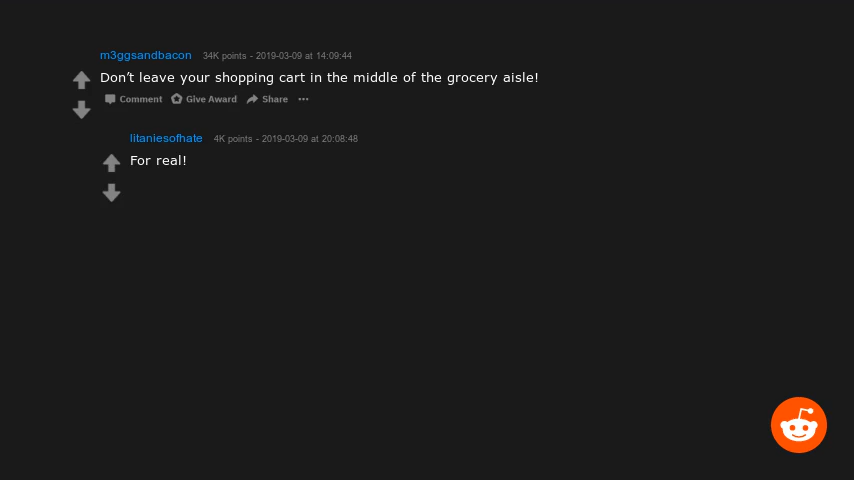 m3ggsandbacon 34K points - 2019-03-09 at 14:09:44
Don't leave your shopping cart in the middle of the grocery aisle!
Comment Give Award Share ···
litaniesofhate 4K points - 2019-03-09 at 20:08:48
For real!